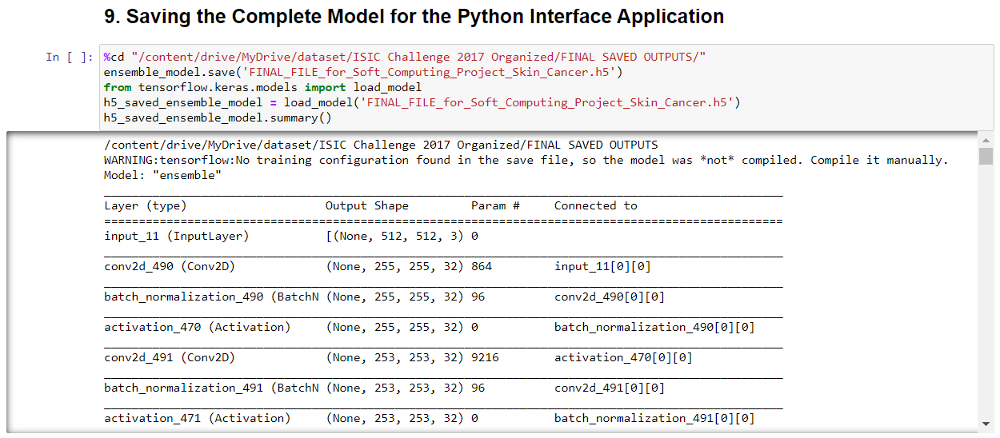 9. Saving the Complete Model for the Python Interface Application
In [ ]: %cd "/content/drive/MyDrive/dataset/ISIC Challenge 2017 Organized/FINAL SAVED OUTPUTS/"
ensemble_model.save('FINAL_FILE_for_Soft_Computing_Project_Skin_Cancer.h5')
from tensorflow.keras.models import load_model
h5_saved_ensemble_model = load_model('FINAL_FILE_for_Soft_Computing_Project_Skin_Cancer.h5')
h5_saved_ensemble_model.summary()
/content/drive/MyDrive/dataset/ISIC Challenge 2017 Organized/FINAL SAVED OUTPUTS
WARNING:tensorflow:No training configuration found in the save file, so the model was *not* compiled. Compile it manually.
Model: "ensemble"
__________________________________________________________________________________________________
Layer (type)                    Output Shape         Param #     Connected to
==================================================================================================
input_11 (InputLayer)           [(None, 512, 512, 3) 0
__________________________________________________________________________________________________
conv2d_490 (Conv2D)             (None, 255, 255, 32) 864         input_11[0][0]
__________________________________________________________________________________________________
batch_normalization_490 (BatchN (None, 255, 255, 32) 96          conv2d_490[0][0]
__________________________________________________________________________________________________
activation_470 (Activation)     (None, 255, 255, 32) 0           batch_normalization_490[0][0]
__________________________________________________________________________________________________
conv2d_491 (Conv2D)             (None, 253, 253, 32) 9216        activation_470[0][0]
__________________________________________________________________________________________________
batch_normalization_491 (BatchN (None, 253, 253, 32) 96          conv2d_491[0][0]
__________________________________________________________________________________________________
activation_471 (Activation)     (None, 253, 253, 32) 0           batch_normalization_491[0][0]